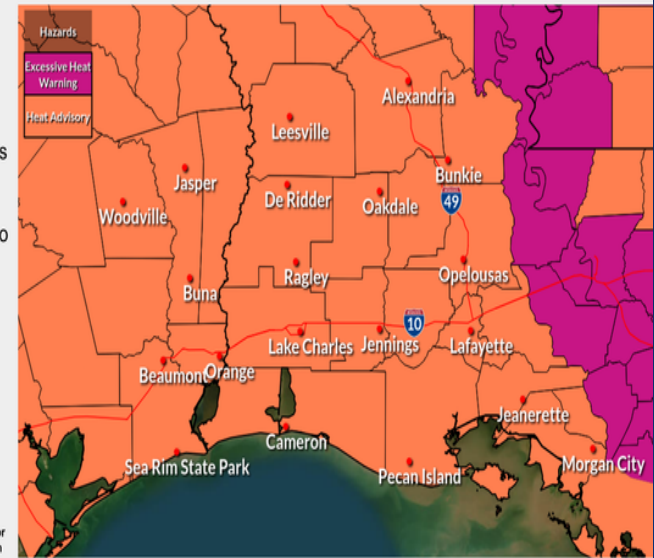 Hazards
Excessive Heat
Warning
Heat Advisory
Alexandria
Leesville
Bunkie
Jasper
De Ridder
Oakdale
Woodville
49
Opelousas
Ragley
Buna
10
Lake Charles
Jennings
Lafayette
Beaumont
Orange
Jeanerette
Cameron
Sea Rim State Park
Morgan City
Pecan Island